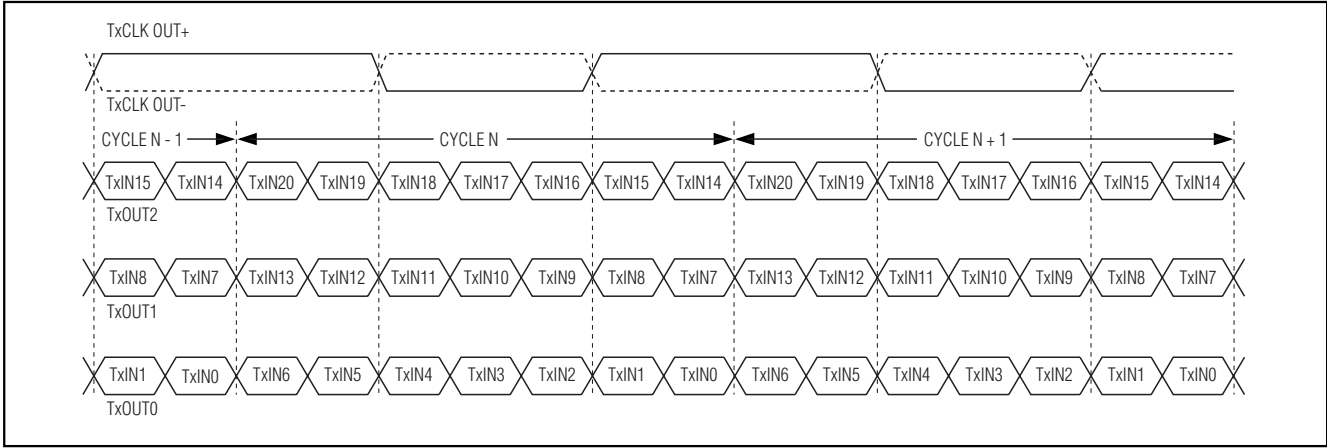 TxCLK OUT+
TxCLK OUT-
CYCLE N - 1 CYCLE N CYCLE N + 1
TxIN15 TxIN14 TxIN20 TxIN19 TxIN18 TxIN17 TxIN16 TxIN15 TxIN14 TxIN20 TxIN19 TxIN18 TxIN17 TxIN16 TxIN15 TxIN14
TxOUT2
TxIN8 TxIN7 TxIN13 TxIN12 TxIN11 TxIN10 TxIN9 TxIN8 TxIN7 TxIN13 TxIN12 TxIN11 TxIN10 TxIN9 TxIN8 TxIN7
TxOUT1
TxIN1 TxIN0 TxIN6 TxIN5 TxIN4 TxIN3 TxIN2 TxIN1 TxIN0 TxIN6 TxIN5 TxIN4 TxIN3 TxIN2 TxIN1 TxIN0
TxOUT0